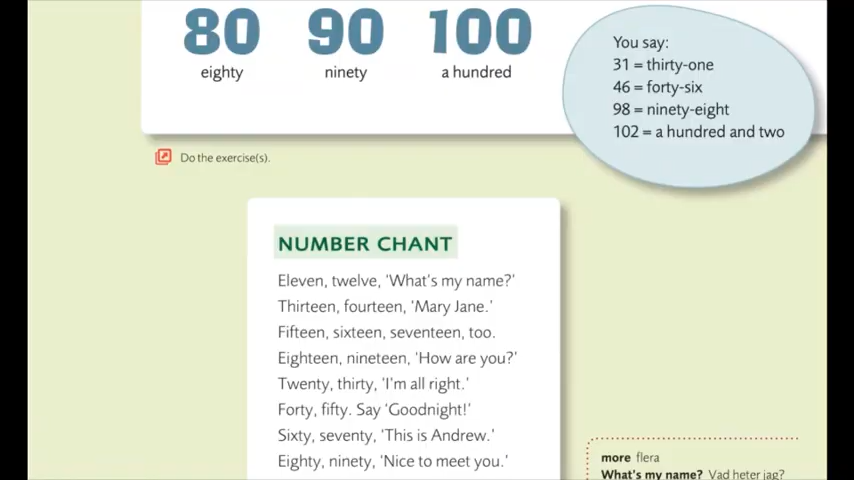 80 90 100
eighty ninety a hundred
You say:
31 = thirty-one
46 = forty-six
98 = ninety-eight
102 = a hundred and two
Do the exercise(s).
NUMBER CHANT
Eleven, twelve, ‘What’s my name?’
Thirteen, fourteen, ‘Mary Jane.’
Fifteen, sixteen, seventeen, too.
Eighteen, nineteen, ‘How are you?’
Twenty, thirty, ‘I’m all right.’
Forty, fifty. Say ‘Goodnight!’
Sixty, seventy, ‘This is Andrew.’
Eighty, ninety, ‘Nice to meet you.’
more flera
What’s my name? Vad heter jag?